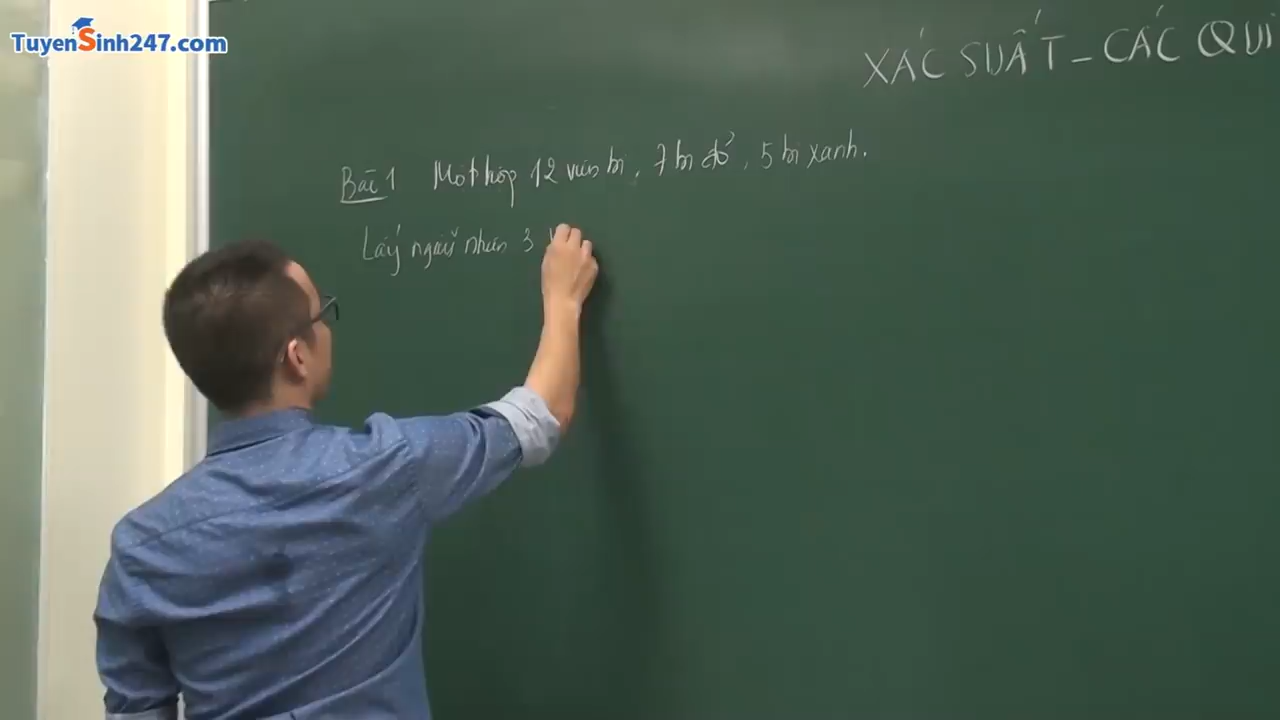 TuyenSinh247.com
XÁC SUẤT - CÁC QUI
Bài 1 Một hộp 12 viên bi, 7 bi đỏ, 5 bi xanh.
Lấy ngẫu nhiên 3